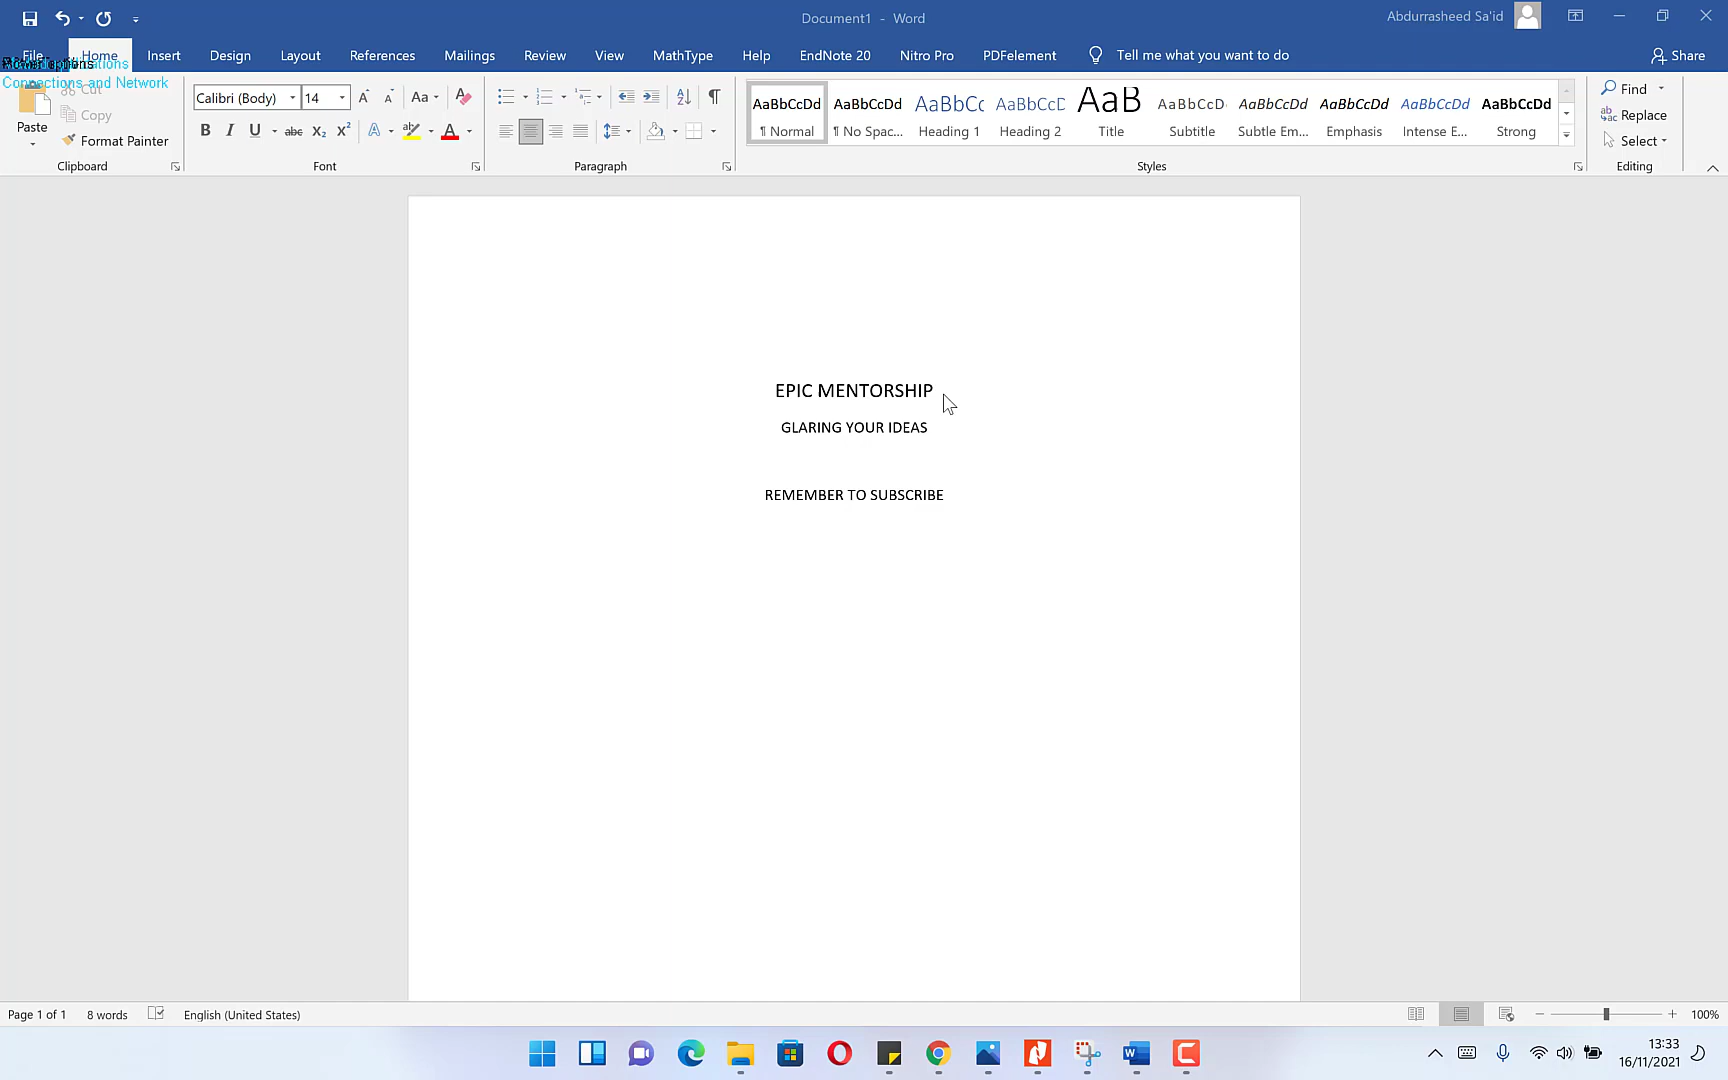 Document1 - Word
Abdurrasheed Sa'id
File Home Insert Design Layout References Mailings Review View MathType Help EndNote 20 Nitro Pro PDFelement Tell me what you want to do Share
Connections and Network
Cut
Copy
Paste
Format Painter
Clipboard
Calibri (Body) 14
Font
Paragraph
AaBbCcDd AaBbCcDd AaBbCc AaBbCcD AaB AaBbCcD AaBbCcDd AaBbCcDd AaBbCcDd AaBbCcDd
¶ Normal ¶ No Spac... Heading 1 Heading 2 Title Subtitle Subtle Em... Emphasis Intense E... Strong
Styles
Find
Replace
Select
Editing
EPIC MENTORSHIP
GLARING YOUR IDEAS
REMEMBER TO SUBSCRIBE
Page 1 of 1 8 words English (United States) 100%
13:33
16/11/2021